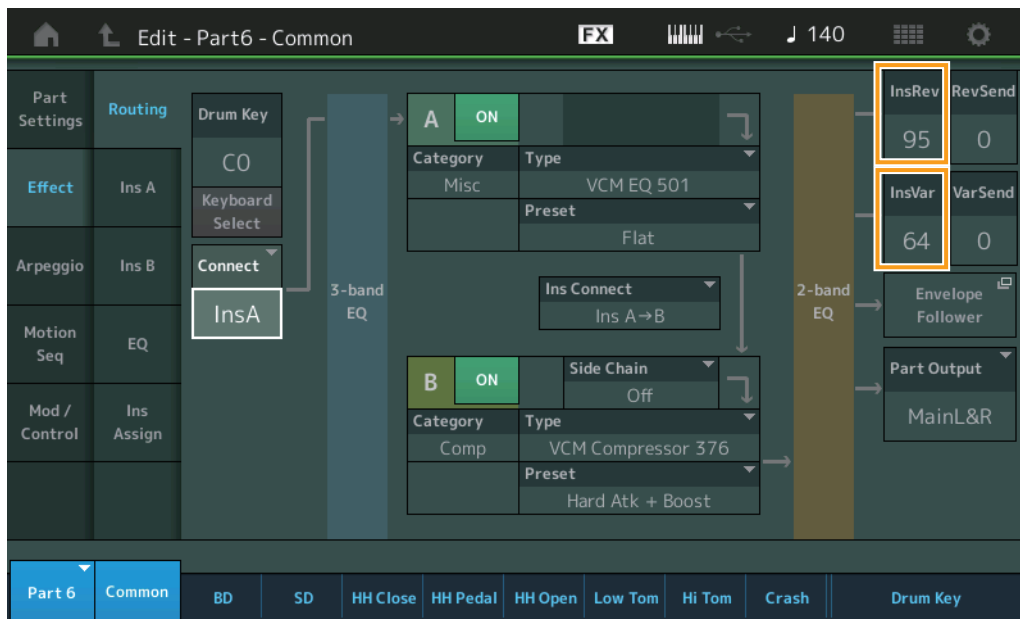 Edit - Part6 - Common
FX
♩ 140
Part
Settings
Effect
Arpeggio
Motion
Seq
Mod /
Control
Routing
Ins A
Ins B
EQ
Ins
Assign
Drum Key
C0
Keyboard
Select
Connect
InsA
3-band
EQ
A
ON
Category
Misc
Type
VCM EQ 501
Preset
Flat
Ins Connect
Ins A→B
B
ON
Side Chain
Off
Category
Comp
Type
VCM Compressor 376
Preset
Hard Atk + Boost
2-band
EQ
InsRev
95
RevSend
0
InsVar
64
VarSend
0
Envelope
Follower
Part Output
MainL&R
Part 6
Common
BD
SD
HH Close
HH Pedal
HH Open
Low Tom
Hi Tom
Crash
Drum Key